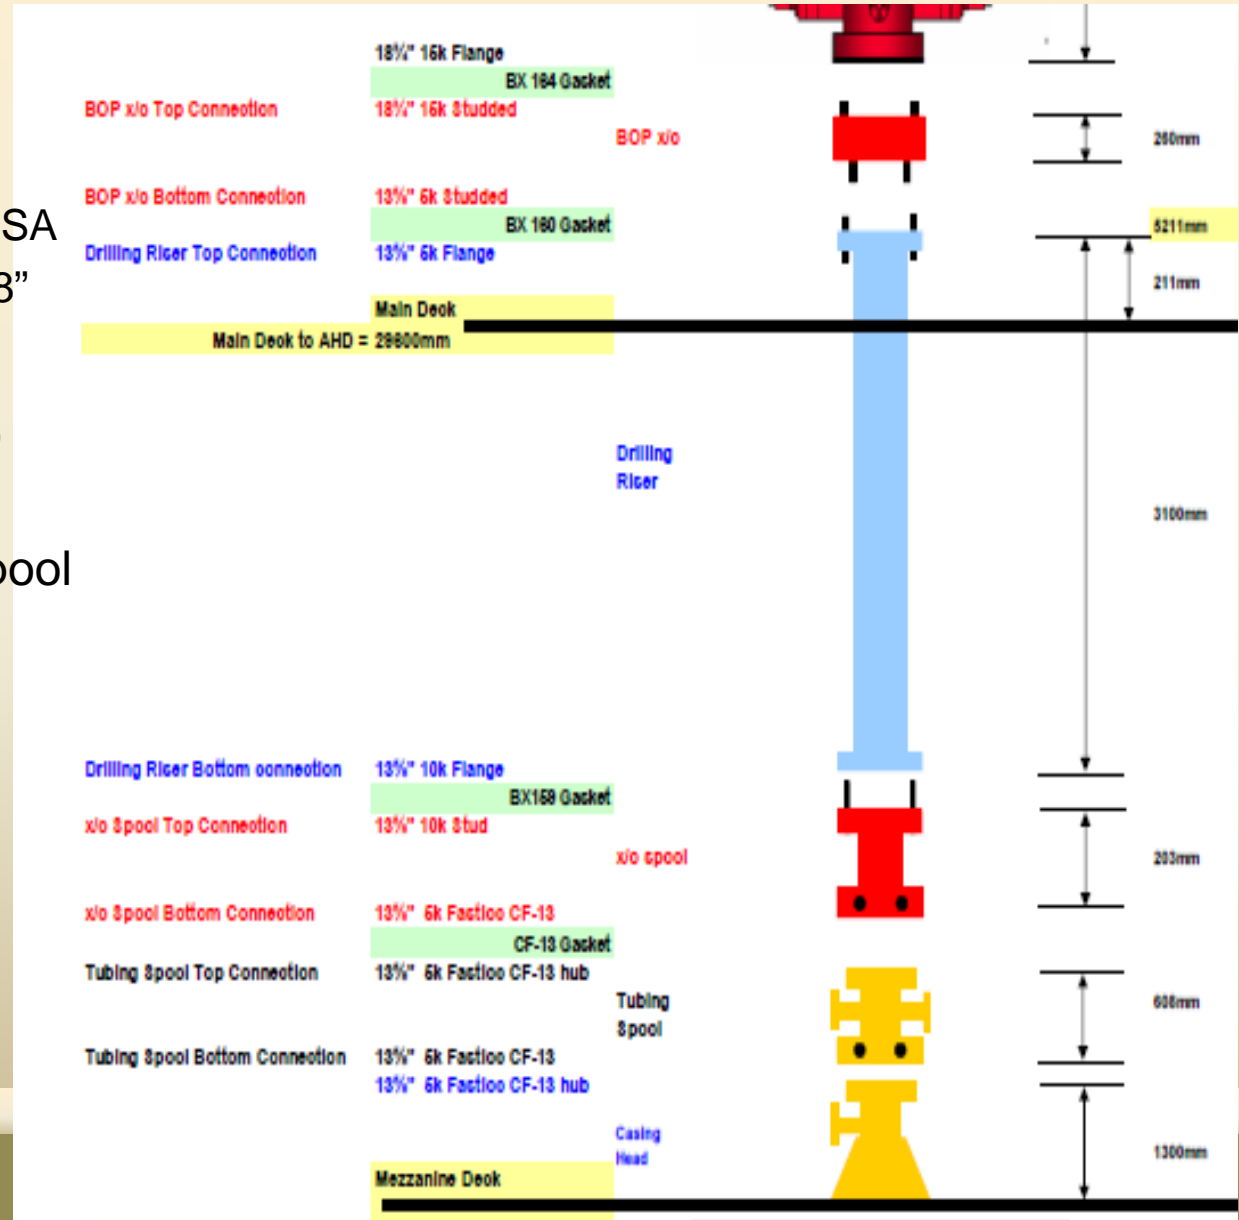 18¾" 15k Flange
BX 164 Gasket
BOP x/o Top Connection 18¾" 15k Studded
BOP x/o 260mm
BOP x/o Bottom Connection 13⅝" 5k Studded
SA
BX 160 Gasket 5211mm
Drilling Riser Top Connection 13⅝" 5k Flange
8” 211mm
Main Deck
Main Deck to AHD = 29600mm
Drilling
Riser
3100mm
pool
Drilling Riser Bottom connection 13⅝" 10k Flange
BX159 Gasket
x/o Spool Top Connection 13⅝" 10k Stud
x/o spool 203mm
x/o Spool Bottom Connection 13⅝" 5k Fastloc CF-13
CF-13 Gasket
Tubing Spool Top Connection 13⅝" 5k Fastloc CF-13 hub
Tubing
Spool
Tubing Spool Bottom Connection 13⅝" 5k Fastloc CF-13
13⅝" 5k Fastloc CF-13 hub
Casing
Head
1300mm
Mezzanine Deck